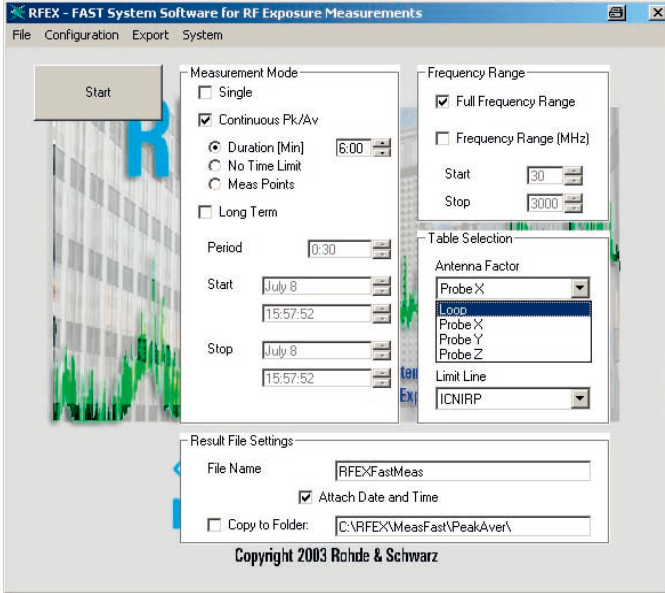 RFEX - FAST System Software for RF Exposure Measurements
File Configuration Export System
Start
Measurement Mode
Single
Continuous Pk/Av
Duration [Min] 6:00
No Time Limit
Meas Points
Long Term
Period 0:30
Start July 8
15:57:52
Stop July 8
15:57:52
Frequency Range
Full Frequency Range
Frequency Range (MHz)
Start 30
Stop 3000
Table Selection
Antenna Factor
Probe X
Loop
Probe X
Probe Y
Probe Z
Limit Line
ICNIRP
Result File Settings
File Name RFEXFastMeas
Attach Date and Time
Copy to Folder: C:\RFEX\MeasFast\PeakAver\
Copyright 2003 Rohde & Schwarz